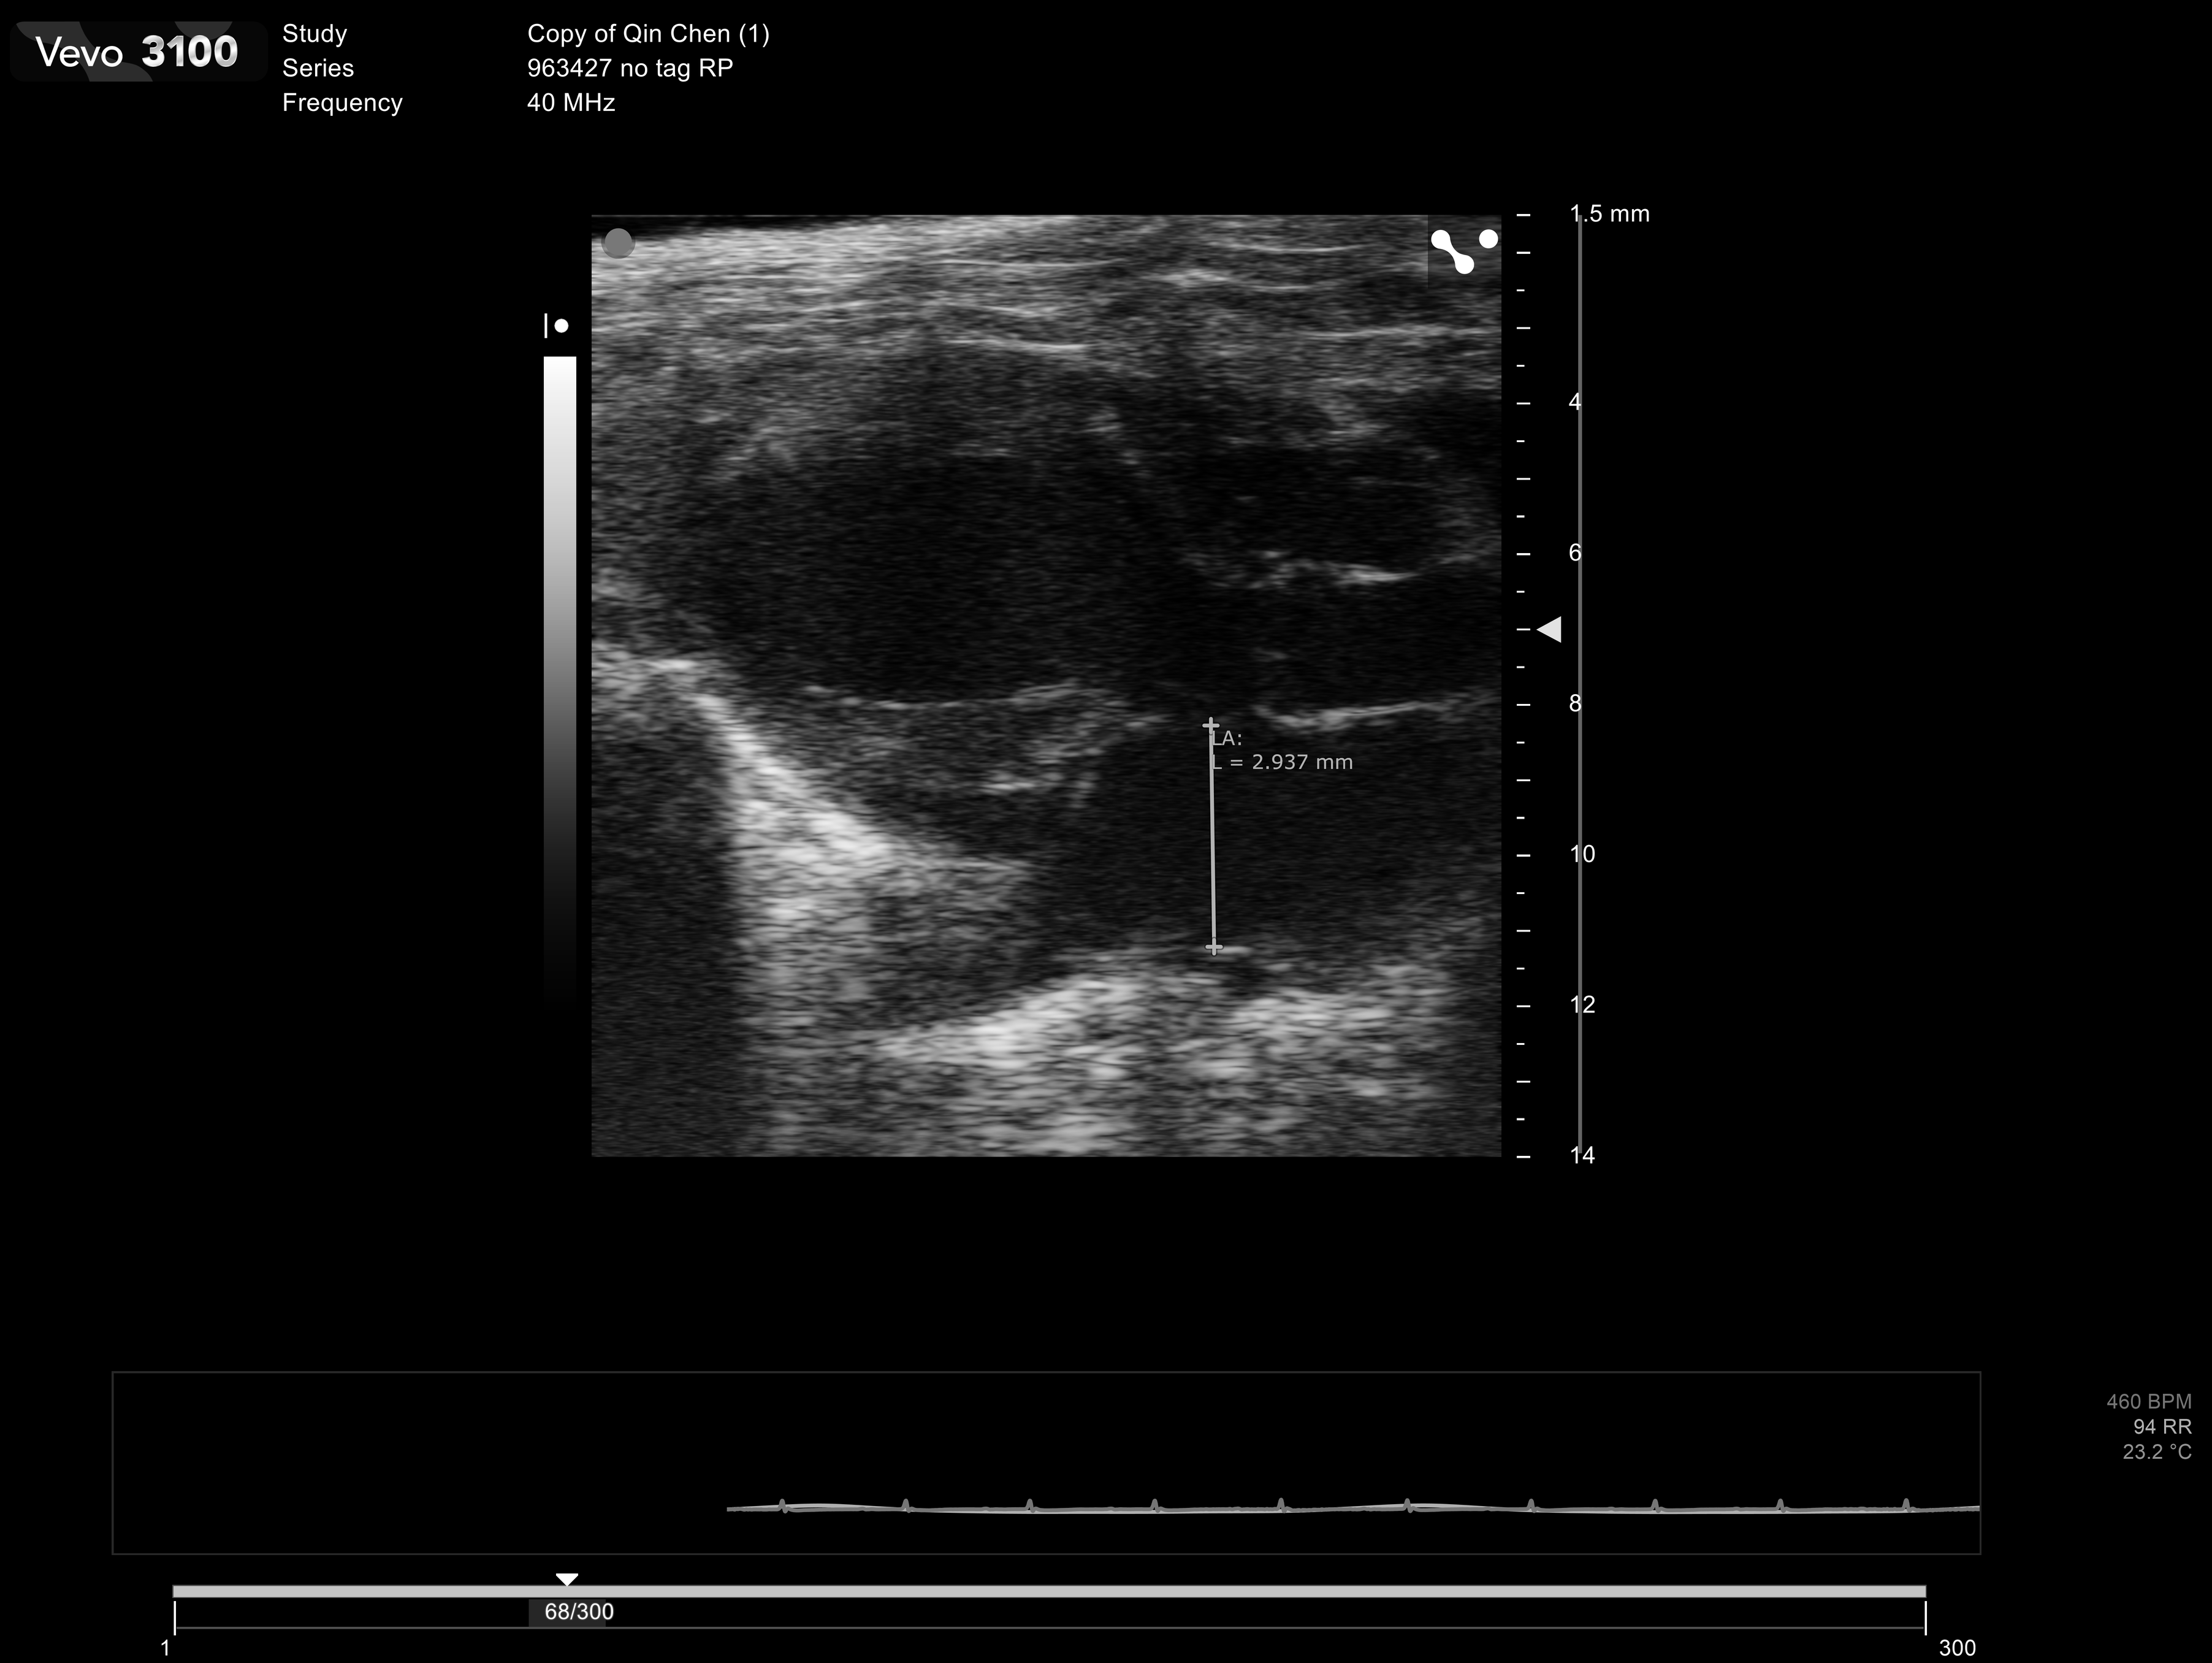 Vevo 3100
Study Copy of Qin Chen (1)
Series 963427 no tag RP
Frequency 40 MHz
1.5 mm
4
6
8
LA:
L = 2.937 mm
10
12
14
460 BPM
94 RR
23.2 °C
68/300
1
300